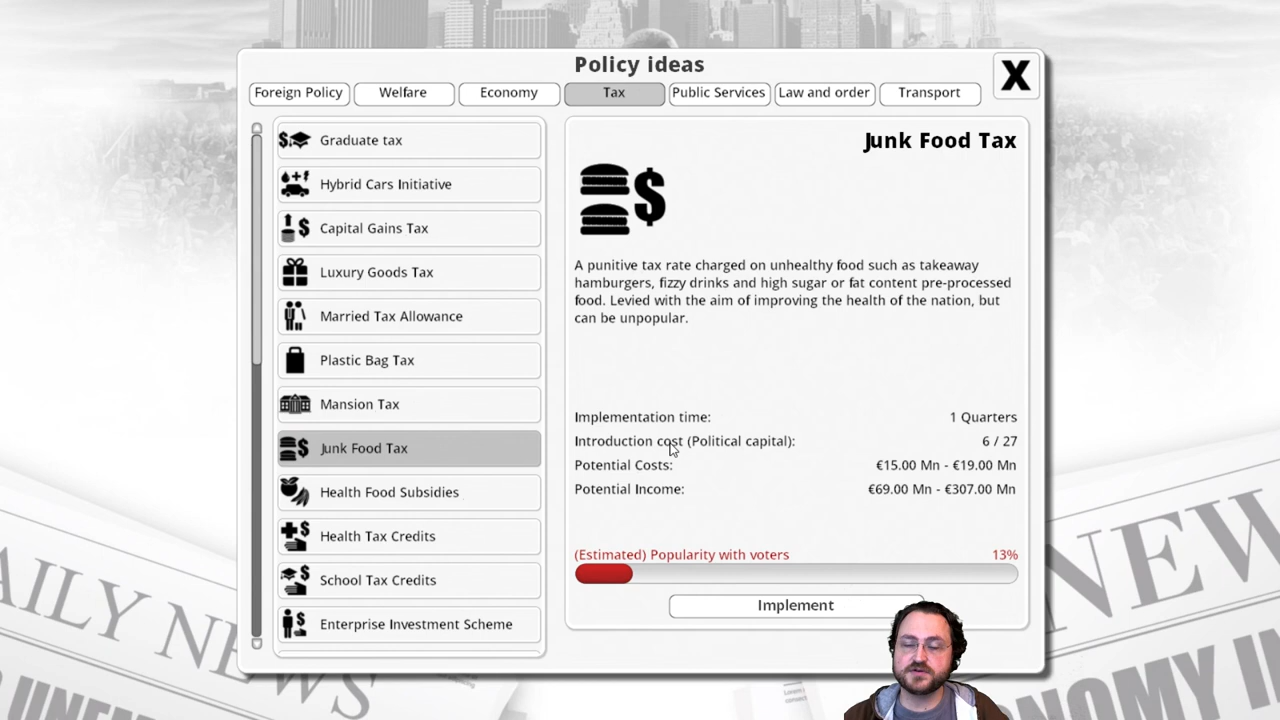 Policy ideas
X
Foreign Policy
Welfare
Economy
Tax
Public Services
Law and order
Transport
Graduate tax
Hybrid Cars Initiative
Capital Gains Tax
Luxury Goods Tax
Married Tax Allowance
Plastic Bag Tax
Mansion Tax
Junk Food Tax
Health Food Subsidies
Health Tax Credits
School Tax Credits
Enterprise Investment Scheme
Junk Food Tax
A punitive tax rate charged on unhealthy food such as takeaway
hamburgers, fizzy drinks and high sugar or fat content pre-processed
food. Levied with the aim of improving the health of the nation, but
can be unpopular.
Implementation time: 1 Quarters
Introduction cost (Political capital): 6 / 27
Potential Costs: €15.00 Mn - €19.00 Mn
Potential Income: €69.00 Mn - €307.00 Mn
(Estimated) Popularity with voters 13%
Implement
AILY NEWS
NEW
ONOMY IN